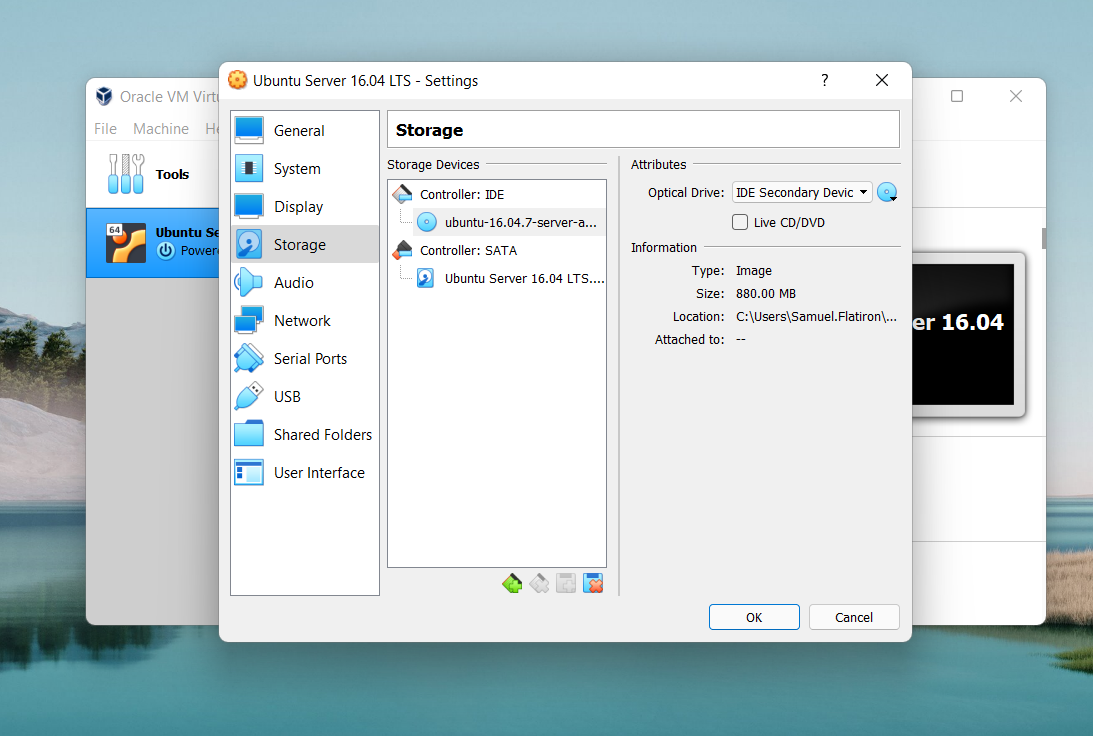 Ubuntu Server 16.04 LTS - Settings
?
Oracle VM Virtu
File Machine He
Tools
64
Ubuntu Se
Powere
General
System
Display
Storage
Audio
Network
Serial Ports
USB
Shared Folders
User Interface
Storage
Storage Devices
Controller: IDE
ubuntu-16.04.7-server-a...
Controller: SATA
Ubuntu Server 16.04 LTS....
Attributes
Optical Drive: IDE Secondary Devic
Live CD/DVD
Information
Type: Image
Size: 880.00 MB
Location: C:\Users\Samuel.Flatiron\...
Attached to: --
er 16.04
OK Cancel